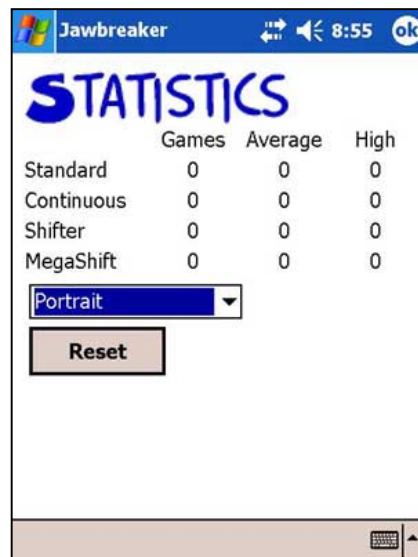 Jawbreaker 8:55 ok
STATISTICS
Games Average High
Standard 0 0 0
Continuous 0 0 0
Shifter 0 0 0
MegaShift 0 0 0
Portrait
Reset